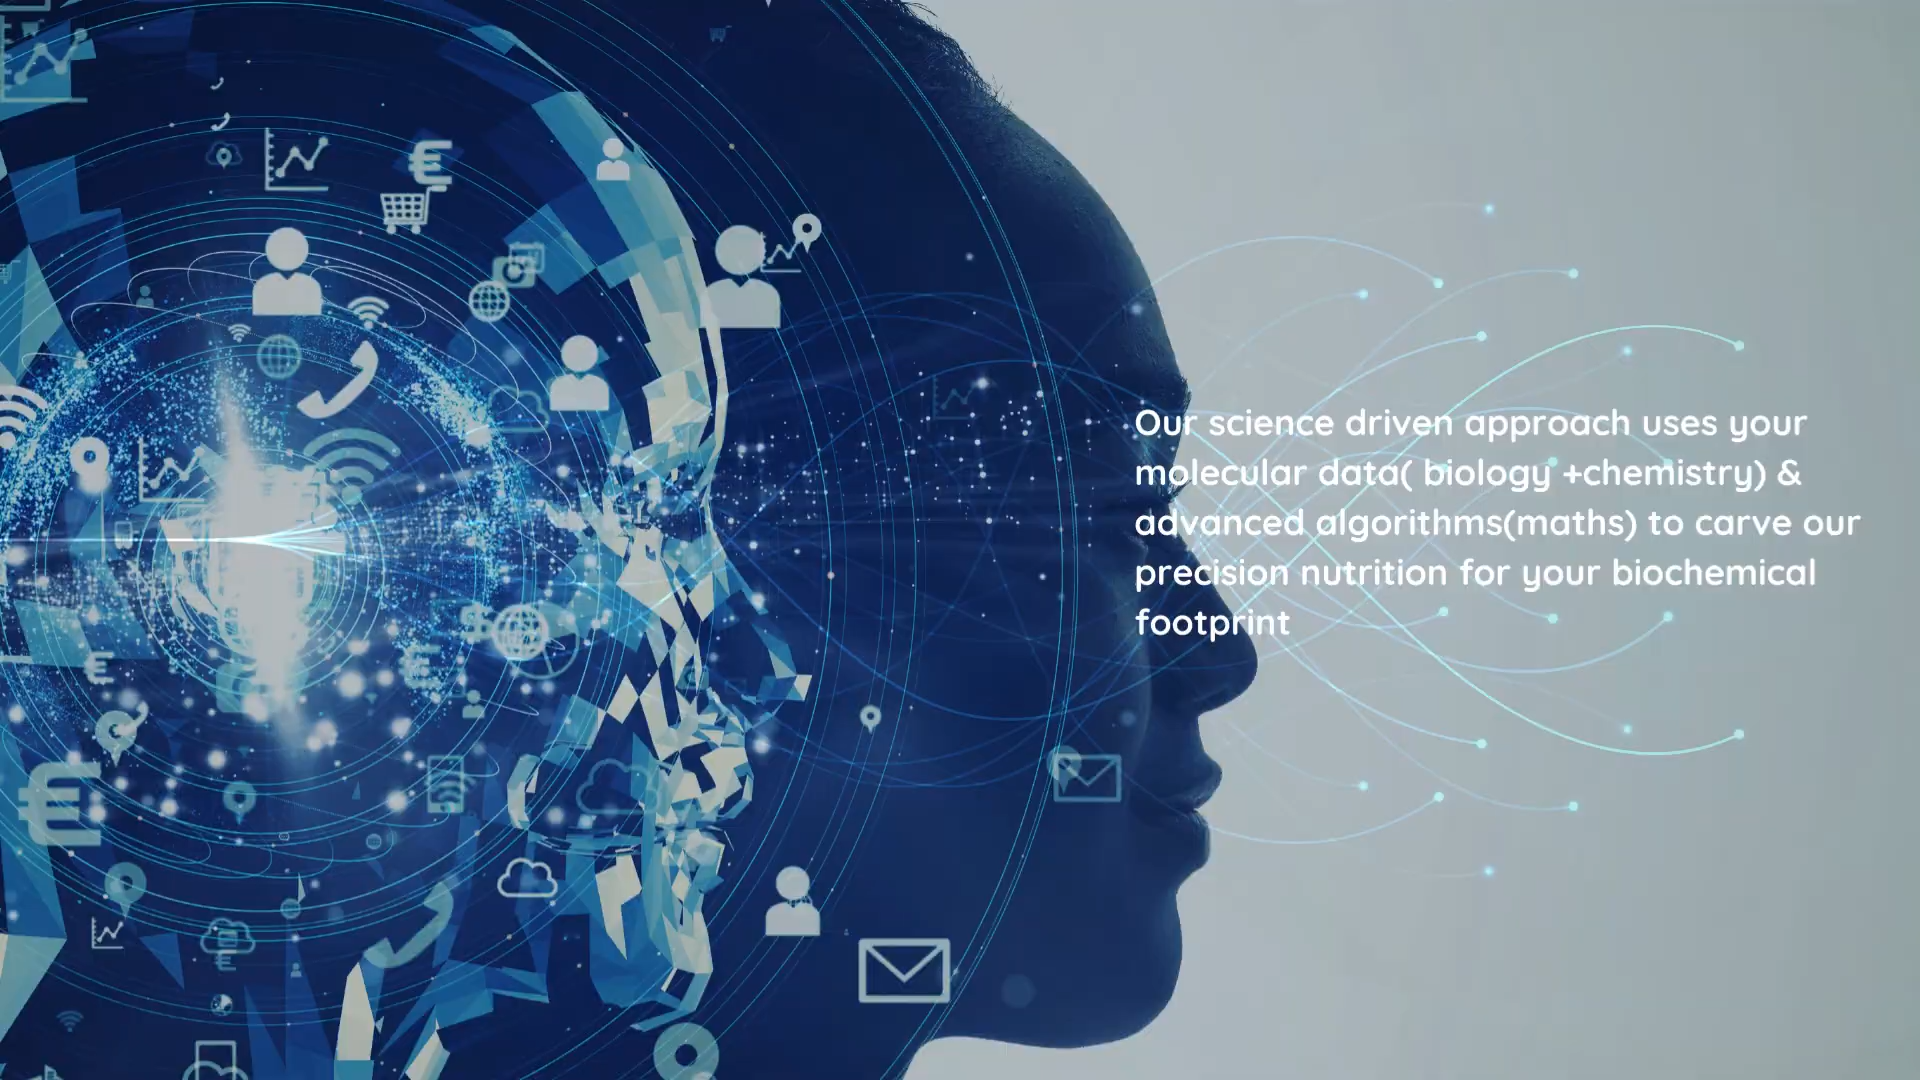 Our science driven approach uses your
molecular data( biology +chemistry) &
advanced algorithms(maths) to carve our
precision nutrition for your biochemical
footprint